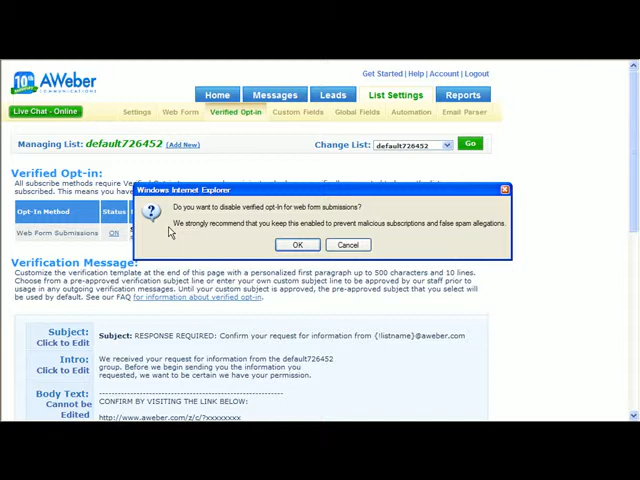 Get Started | Help | Account | Logout
10th
AWeber
communications
Home
Messages
Leads
List Settings
Reports
Live Chat - Online
Settings
Web Form
Verified Opt-in
Custom Fields
Global Fields
Automation
Email Parser
Managing List: default726452 (Add New)
Change List:
default726452
Go
Verified Opt-in:
All subscribe methods require
subscribed. This means you have
Windows Internet Explorer
Do you want to disable verified opt-In for web form submissions?
We strongly recommend that you keep this enabled to prevent malicious subscriptions and false spam allegations.
OK
Cancel
Opt-In Method
Status
Web Form Submissions
ON
Verification Message:
Customize the verification template at the end of this page with a personalized first paragraph up to 500 characters and 10 lines.
Choose from a pre-approved subject line or enter your own custom subject line to be approved by our staff prior to
use in any outgoing verification messages. Until your custom subject is approved, the pre-approved subject that you select will
be used by default. See our FAQ for information about verified opt-in.
Subject:
Click to Edit
Subject: RESPONSE REQUIRED: Confirm your request for information from {!listname}@aweber.com
Intro:
Click to Edit
We received your request for information from the default726452
group. Before we begin sending you the information you
requested, we want to be certain we have your permission.
Body Text:
Cannot be
Edited
------------------------------------------------
CONFIRM BY VISITING THE LINK BELOW:
http://www.aweber.com/z/c/?xxxxxxxx